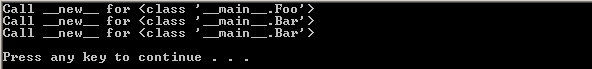 Call __new__ for <class '__main__.Foo'>
Call __new__ for <class '__main__.Bar'>
Call __new__ for <class '__main__.Bar'>
Press any key to continue . . .